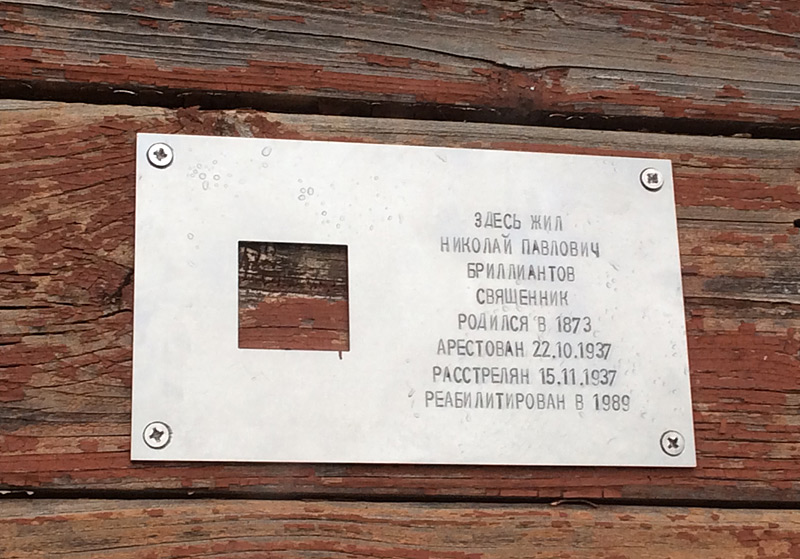 ЗДЕСЬ ЖИЛ
НИКОЛАЙ ПАВЛОВИЧ
БРИЛЛИАНТОВ
СВЯЩЕННИК
РОДИЛСЯ В 1873
АРЕСТОВАН 22.10.1937
РАССТРЕЛЯН 15.11.1937
РЕАБИЛИТИРОВАН В 1989